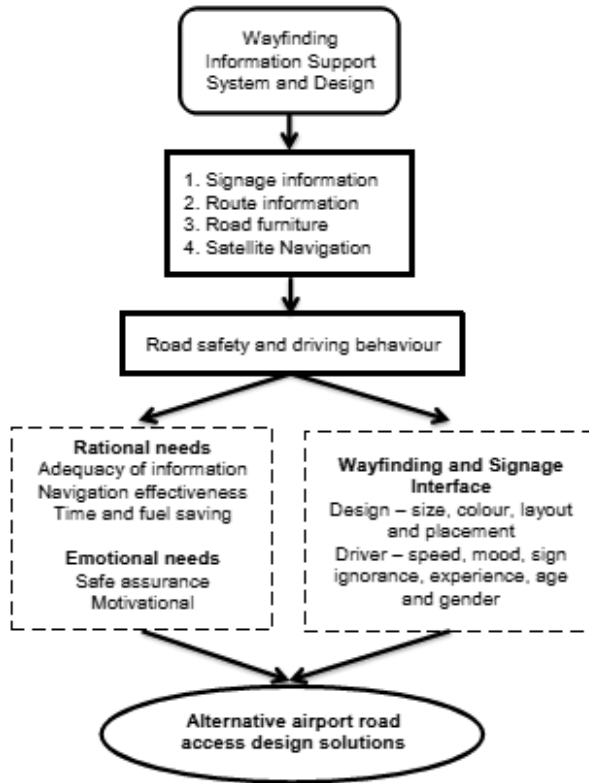 Wayfinding
Information Support
System and Design
1. Signage information
2. Route information
3. Road furniture
4. Satellite Navigation
Road safety and driving behaviour
Rational needs
Adequacy of information
Navigation effectiveness
Time and fuel saving
Emotional needs
Safe assurance
Motivational
Wayfinding and Signage
Interface
Design – size, colour, layout
and placement
Driver – speed, mood, sign
ignorance, experience, age
and gender
Alternative airport road
access design solutions